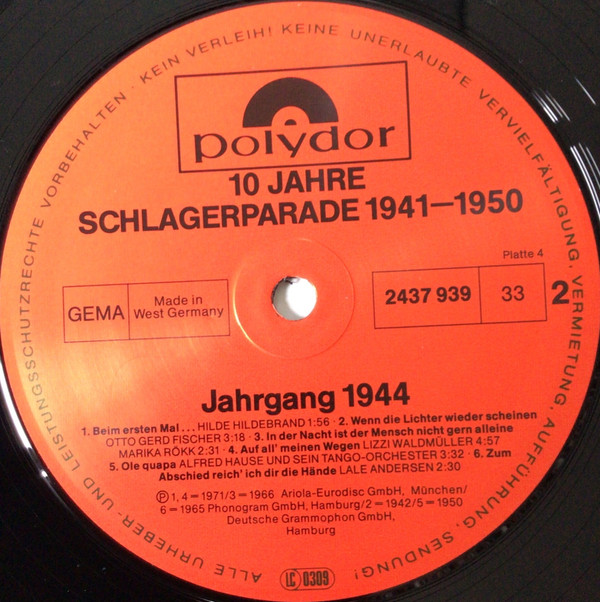 ALLE URHEBER- UND LEISTUNGSSCHUTZRECHTE VORBEHALTEN · KEIN VERLEIH! KEINE UNERLAUBTE VERVIELFÄLTIGUNG, VERMIETUNG, AUFFÜHRUNG, SENDUNG!
polydor
10 JAHRE
SCHLAGERPARADE 1941—1950
Platte 4
GEMA
Made in
West Germany
2437 939
33
2
Jahrgang 1944
1. Beim ersten Mal ... HILDE HILDEBRAND 1:56 · 2. Wenn die Lichter wieder scheinen
OTTO GERD FISCHER 3:18 · 3. In der Nacht ist der Mensch nicht gern alleine
MARIKA RÖKK 2:31 · 4. Auf all' meinen Wegen LIZZI WALDMÜLLER 4:57
5. Ole quapa ALFRED HAUSE UND SEIN TANGO-ORCHESTER 3:32 · 6. Zum
Abschied reich' ich dir die Hände LALE ANDERSEN 2:30
Ⓟ 1, 4 = 1971/3 = 1966 Ariola-Eurodisc GmbH, München/
6 = 1965 Phonogram GmbH, Hamburg/2 = 1942/5 = 1950
Deutsche Grammophon GmbH,
Hamburg
LC 0309